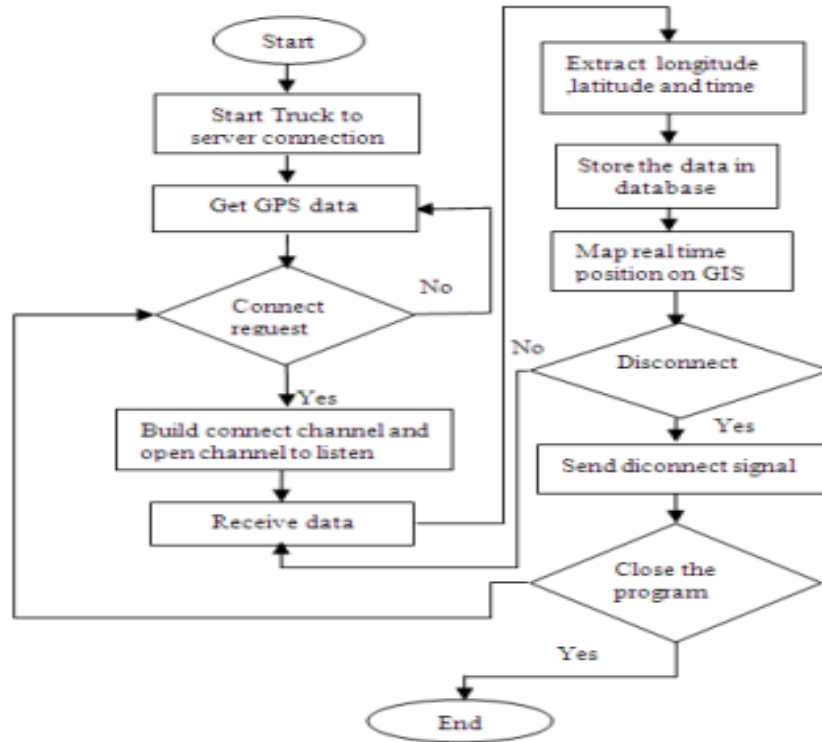 Start
Start Truck to
server connection
Get GPS data
No
Connect
reguest
Yes
Build connect channel and
open channel to listen
Receive data
Extract longitude
,latitude and time
Store the data in
database
Map real time
position on GIS
No
Disconnect
Yes
Send diconnect signal
Close the
program
Yes
End